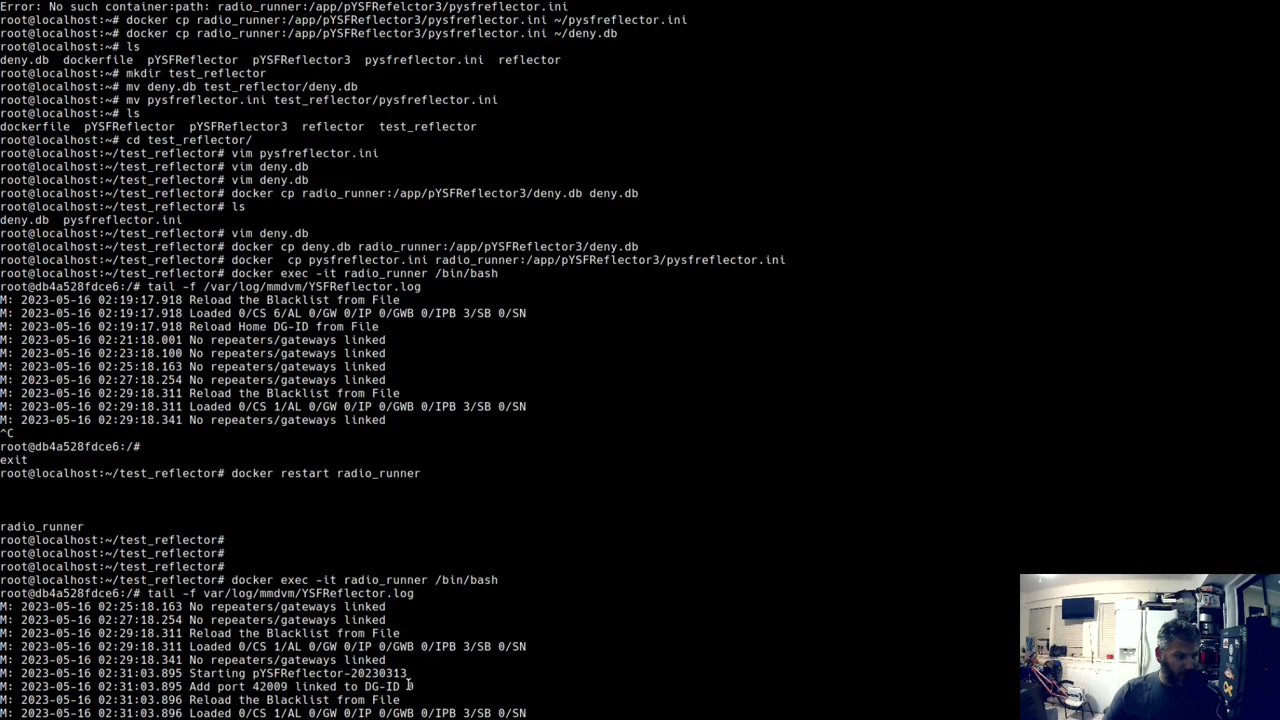 Error: No such container:path: radio_runner:/app/pYSFRefelctor3/pysfreflector.ini
root@localhost:~# docker cp radio_runner:/app/pYSFReflector3/pysfreflector.ini ~/pysfreflector.ini
root@localhost:~# docker cp radio_runner:/app/pYSFReflector3/pysfreflector.ini ~/deny.db
root@localhost:~# ls
deny.db  dockerfile  pYSFReflector  pYSFReflector3  pysfreflector.ini  reflector
root@localhost:~# mkdir test_reflector
root@localhost:~# mv deny.db test_reflector/deny.db
root@localhost:~# mv pysfreflector.ini test_reflector/pysfreflector.ini
root@localhost:~# ls
dockerfile  pYSFReflector  pYSFReflector3  reflector  test_reflector
root@localhost:~# cd test_reflector/
root@localhost:~/test_reflector# vim pysfreflector.ini
root@localhost:~/test_reflector# vim deny.db
root@localhost:~/test_reflector# vim deny.db
root@localhost:~/test_reflector# docker cp radio_runner:/app/pYSFReflector3/deny.db deny.db
root@localhost:~/test_reflector# ls
deny.db  pysfreflector.ini
root@localhost:~/test_reflector# vim deny.db
root@localhost:~/test_reflector# docker cp deny.db radio_runner:/app/pYSFReflector3/deny.db
root@localhost:~/test_reflector# docker  cp pysfreflector.ini radio_runner:/app/pYSFReflector3/pysfreflector.ini
root@localhost:~/test_reflector# docker exec -it radio_runner /bin/bash
root@db4a528fdce6:/# tail -f /var/log/mmdvm/YSFReflector.log
M: 2023-05-16 02:19:17.918 Reload the Blacklist from File
M: 2023-05-16 02:19:17.918 Loaded 0/CS 6/AL 0/GW 0/IP 0/GWB 0/IPB 3/SB 0/SN
M: 2023-05-16 02:19:17.918 Reload Home DG-ID from File
M: 2023-05-16 02:21:18.001 No repeaters/gateways linked
M: 2023-05-16 02:23:18.100 No repeaters/gateways linked
M: 2023-05-16 02:25:18.163 No repeaters/gateways linked
M: 2023-05-16 02:27:18.254 No repeaters/gateways linked
M: 2023-05-16 02:29:18.311 Reload the Blacklist from File
M: 2023-05-16 02:29:18.311 Loaded 0/CS 1/AL 0/GW 0/IP 0/GWB 0/IPB 3/SB 0/SN
M: 2023-05-16 02:29:18.341 No repeaters/gateways linked
^C
root@db4a528fdce6:/#
exit
root@localhost:~/test_reflector# docker restart radio_runner
radio_runner
root@localhost:~/test_reflector#
root@localhost:~/test_reflector#
root@localhost:~/test_reflector#
root@localhost:~/test_reflector# docker exec -it radio_runner /bin/bash
root@db4a528fdce6:/# tail -f var/log/mmdvm/YSFReflector.log
M: 2023-05-16 02:25:18.163 No repeaters/gateways linked
M: 2023-05-16 02:27:18.254 No repeaters/gateways linked
M: 2023-05-16 02:29:18.311 Reload the Blacklist from File
M: 2023-05-16 02:29:18.311 Loaded 0/CS 1/AL 0/GW 0/IP 0/GWB 0/IPB 3/SB 0/SN
M: 2023-05-16 02:29:18.341 No repeaters/gateways linked
M: 2023-05-16 02:31:03.895 Starting pYSFReflector-20230313
M: 2023-05-16 02:31:03.895 Add port 42009 linked to DG-ID 9
M: 2023-05-16 02:31:03.896 Reload the Blacklist from File
M: 2023-05-16 02:31:03.896 Loaded 0/CS 1/AL 0/GW 0/IP 0/GWB 0/IPB 3/SB 0/SN